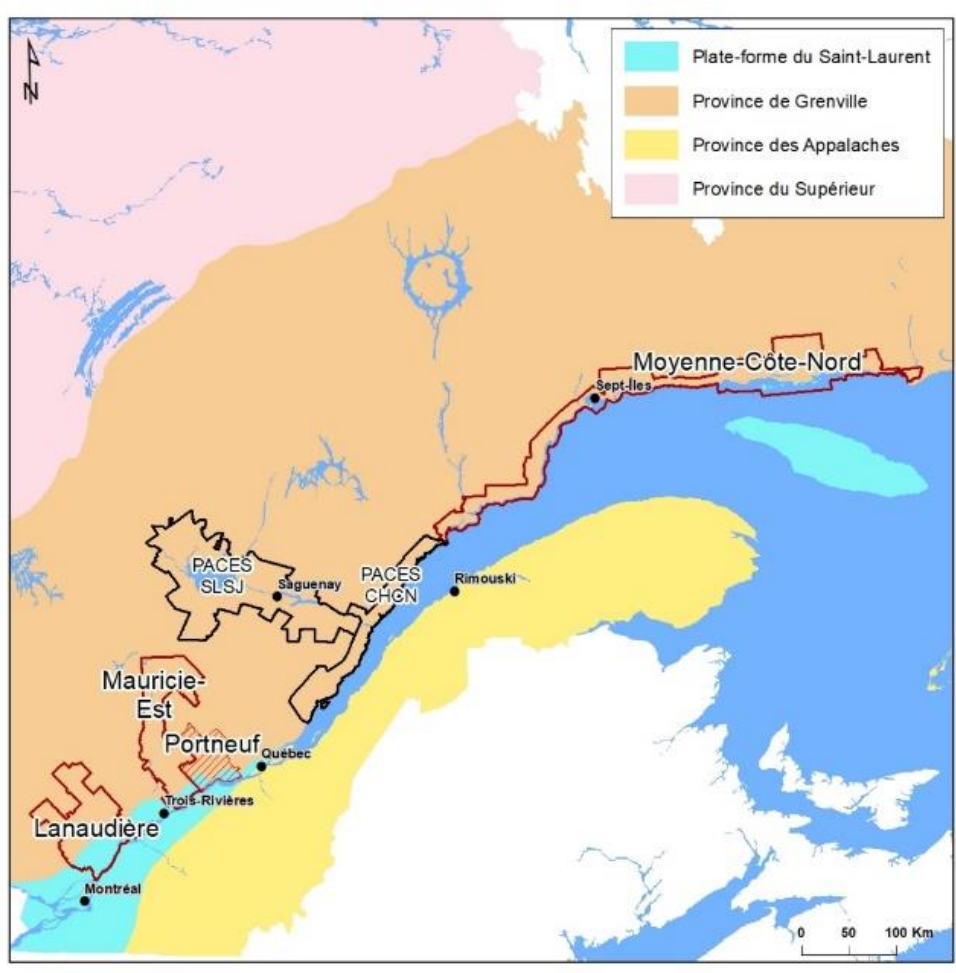 Plate-forme du Saint-Laurent
Province de Grenville
Province des Appalaches
Province du Supérieur
N
Moyenne-Côte-Nord
Sept-Îles
PACES
SLSJ
Saguenay
PACES
CHCN
Rimouski
Mauricie-
Est
Portneuf
Québec
Trois-Rivières
Lanaudière
Montréal
0 50 100 Km